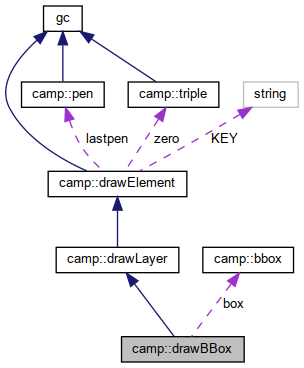 gc
camp::pen
camp::triple
string
lastpen
zero
KEY
camp::drawElement
camp::drawLayer
camp::bbox
box
camp::drawBBox